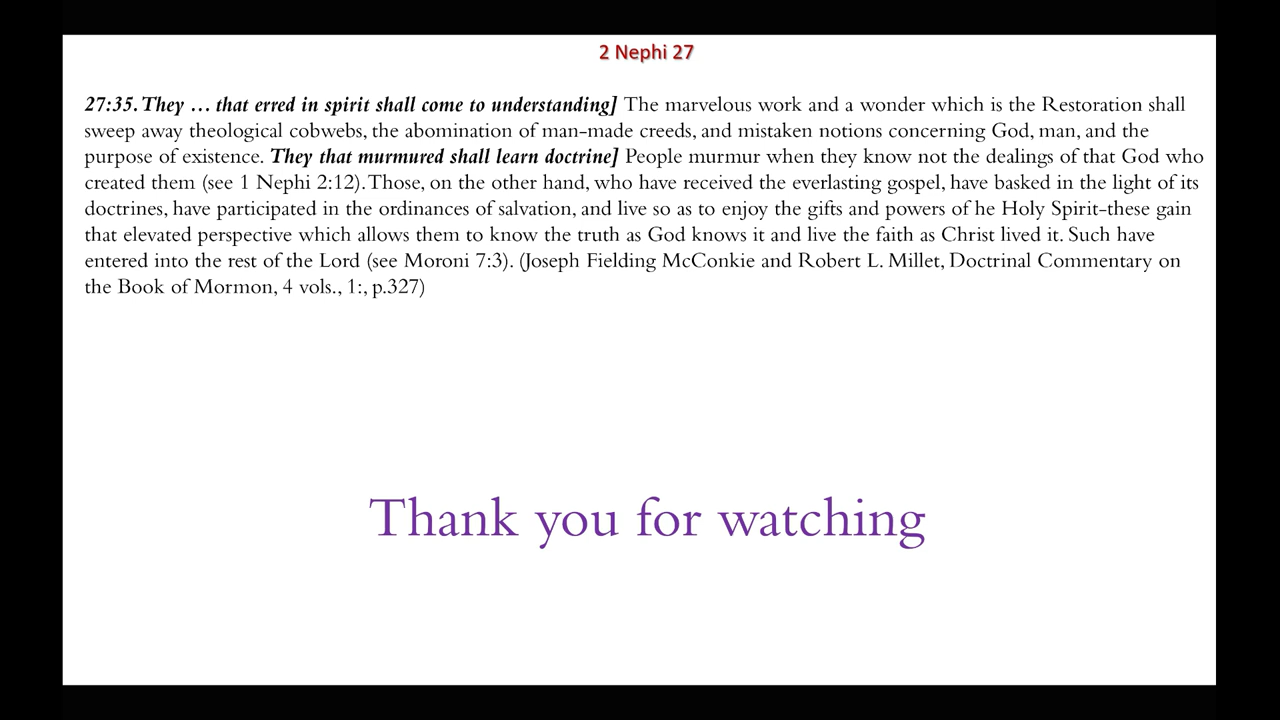 2 Nephi 27
27:35. They … that erred in spirit shall come to understanding] The marvelous work and a wonder which is the Restoration shall
sweep away theological cobwebs, the abomination of man-made creeds, and mistaken notions concerning God, man, and the
purpose of existence. They that murmured shall learn doctrine] People murmur when they know not the dealings of that God who
created them (see 1 Nephi 2:12). Those, on the other hand, who have received the everlasting gospel, have basked in the light of its
doctrines, have participated in the ordinances of salvation, and live so as to enjoy the gifts and powers of he Holy Spirit-these gain
that elevated perspective which allows them to know the truth as God knows it and live the faith as Christ lived it. Such have
entered into the rest of the Lord (see Moroni 7:3). (Joseph Fielding McConkie and Robert L. Millet, Doctrinal Commentary on
the Book of Mormon, 4 vols., 1:, p.327)
Thank you for watching